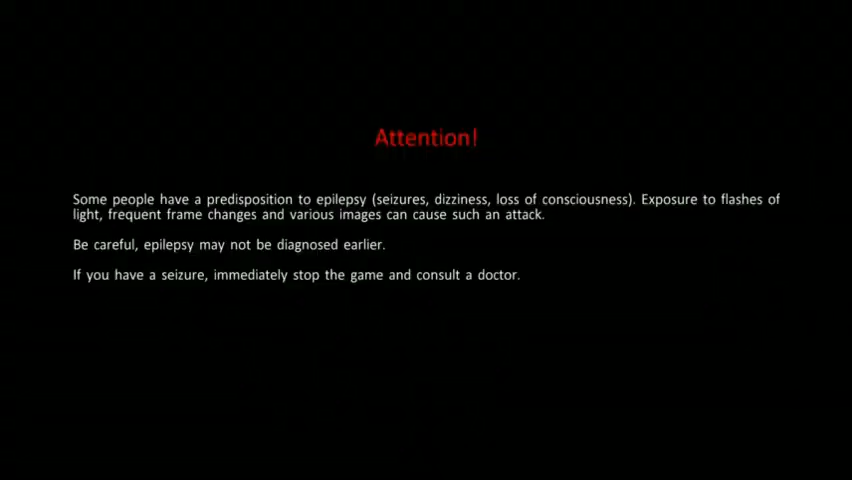 Attention!
Some people have a predisposition to epilepsy (seizures, dizziness, loss of consciousness). Exposure to flashes of
light, frequent frame changes and various images can cause such an attack.
Be careful, epilepsy may not be diagnosed earlier.
If you have a seizure, immediately stop the game and consult a doctor.